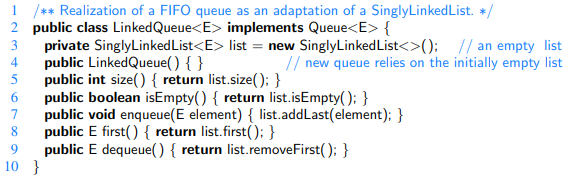 1 /** Realization of a FIFO queue as an adaptation of a SinglyLinkedList. */
2 public class LinkedQueue<E> implements Queue<E> {
3 private SinglyLinkedList<E> list = new SinglyLinkedList<>(); // an empty list
4 public LinkedQueue() { } // new queue relies on the initially empty list
5 public int size() { return list.size(); }
6 public boolean isEmpty() { return list.isEmpty(); }
7 public void enqueue(E element) { list.addLast(element); }
8 public E first() { return list.first(); }
9 public E dequeue() { return list.removeFirst(); }
10 }